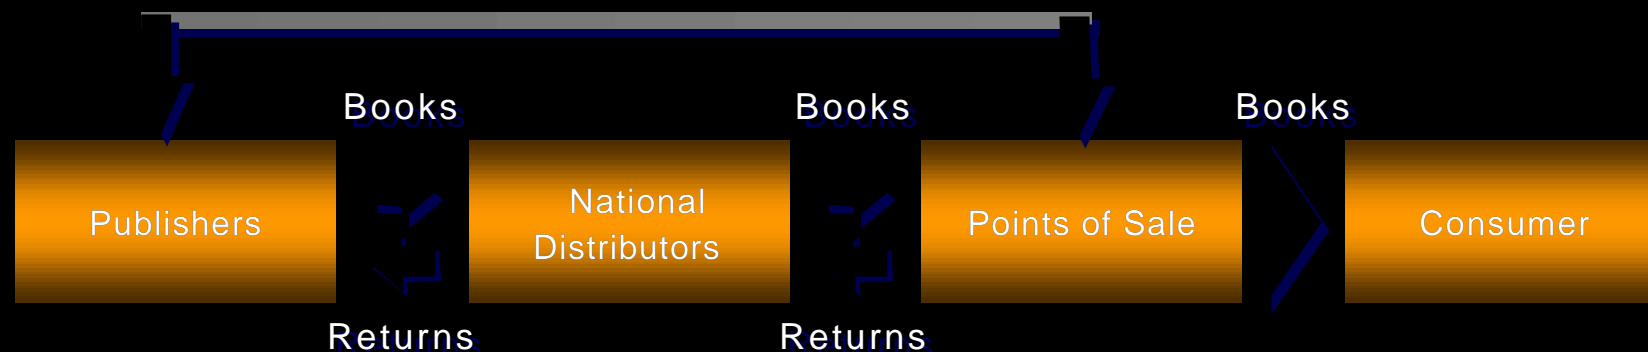 Books
Books
Books
Publishers
National
Distributors
Points of Sale
Consumer
Returns
Returns